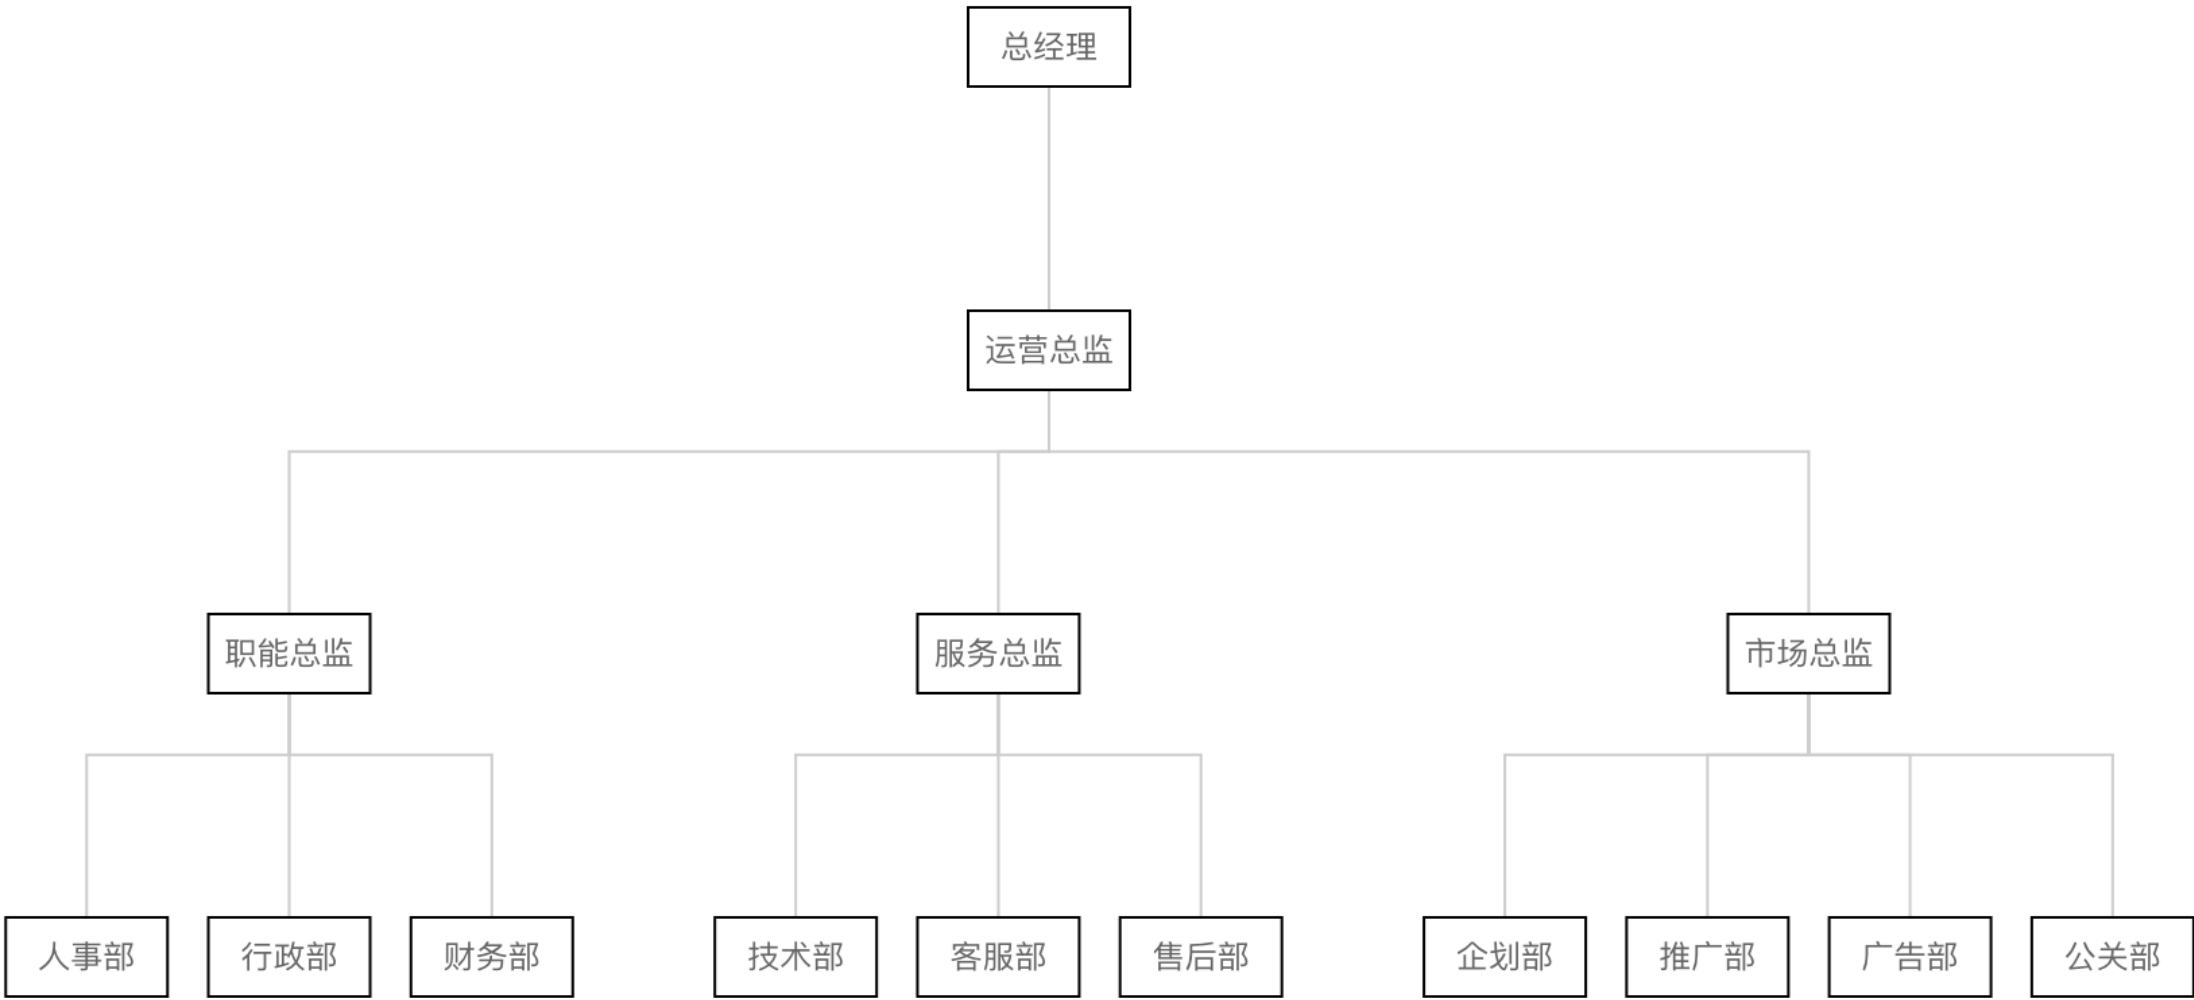 总经理
运营总监
职能总监
服务总监
市场总监
人事部
行政部
财务部
技术部
客服部
售后部
企划部
推广部
广告部
公关部